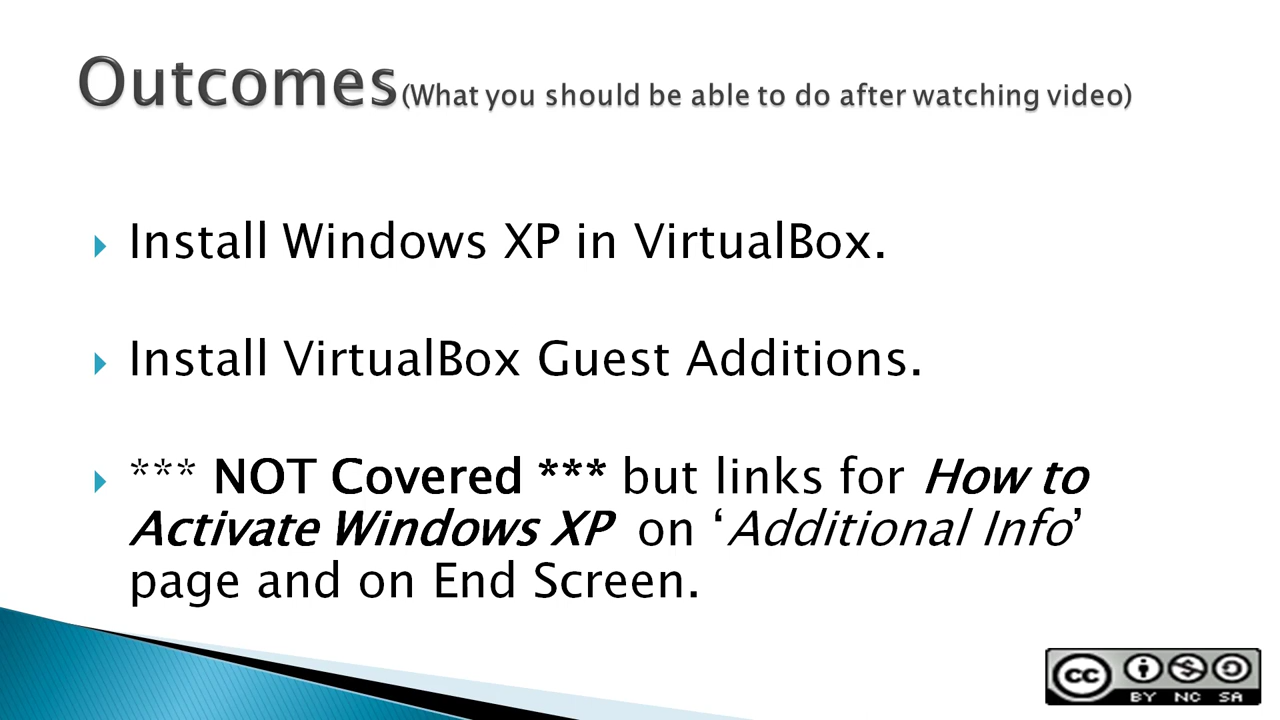 Outcomes(What you should be able to do after watching video)
Install Windows XP in VirtualBox.
Install VirtualBox Guest Additions.
*** NOT Covered *** but links for How to
Activate Windows XP on ‘Additional Info’
page and on End Screen.
cc
BY NC SA